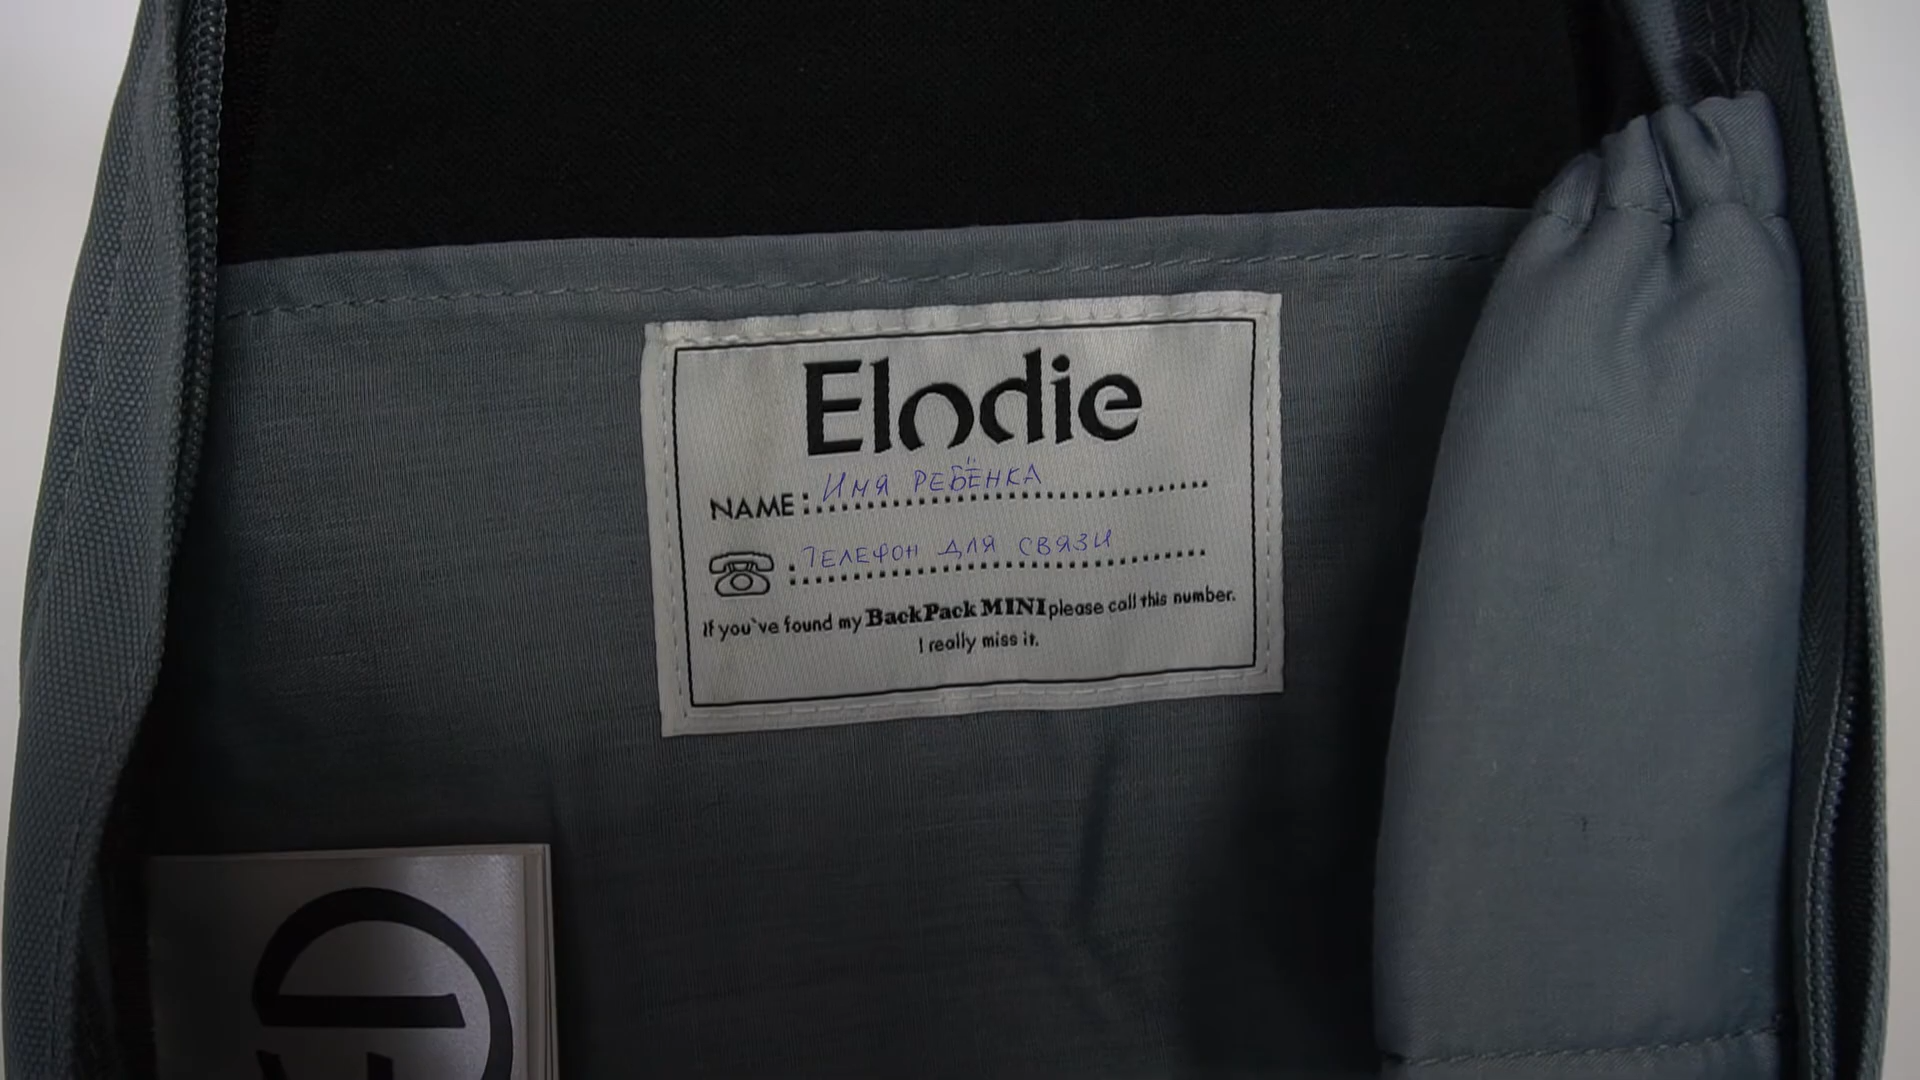 Elodie
NAME: ИМЯ РЕБЁНКА
: ТЕЛЕФОН ДЛЯ СВЯЗИ
If you`ve found my BackPack MINI please call this number.
I really miss it.